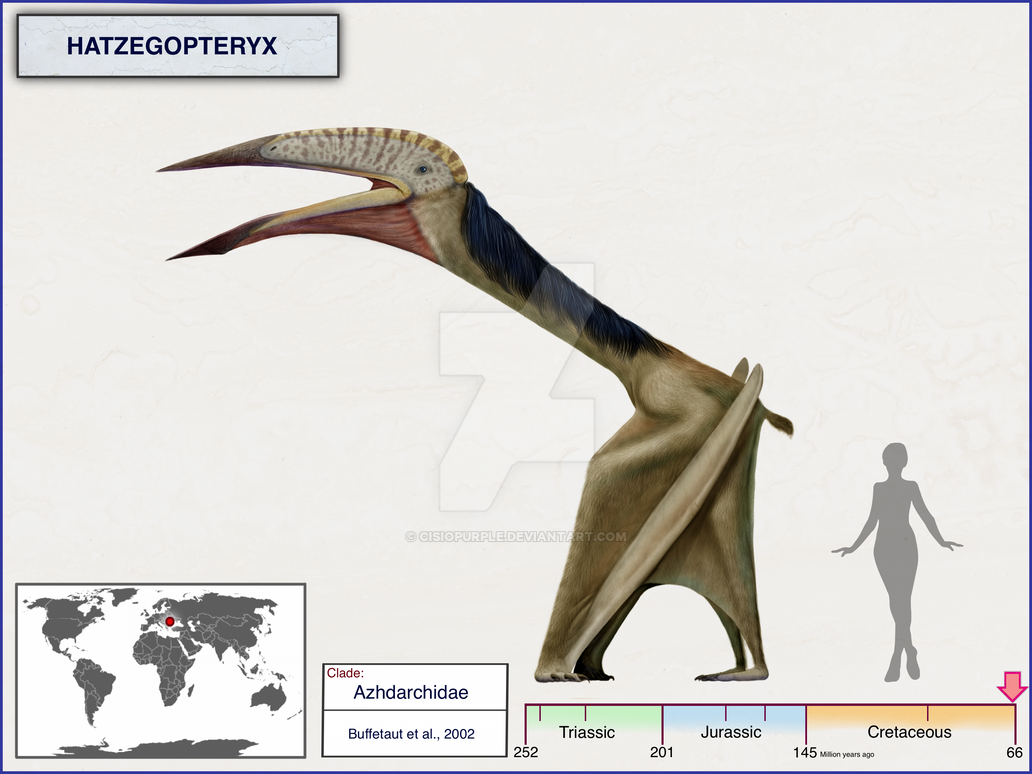 HATZEGOPTERYX
© CISIOPURPLE.DEVIANTART.COM
Clade:
Azhdarchidae
Buffetaut et al., 2002
Triassic Jurassic Cretaceous
252 201 145 Million years ago 66